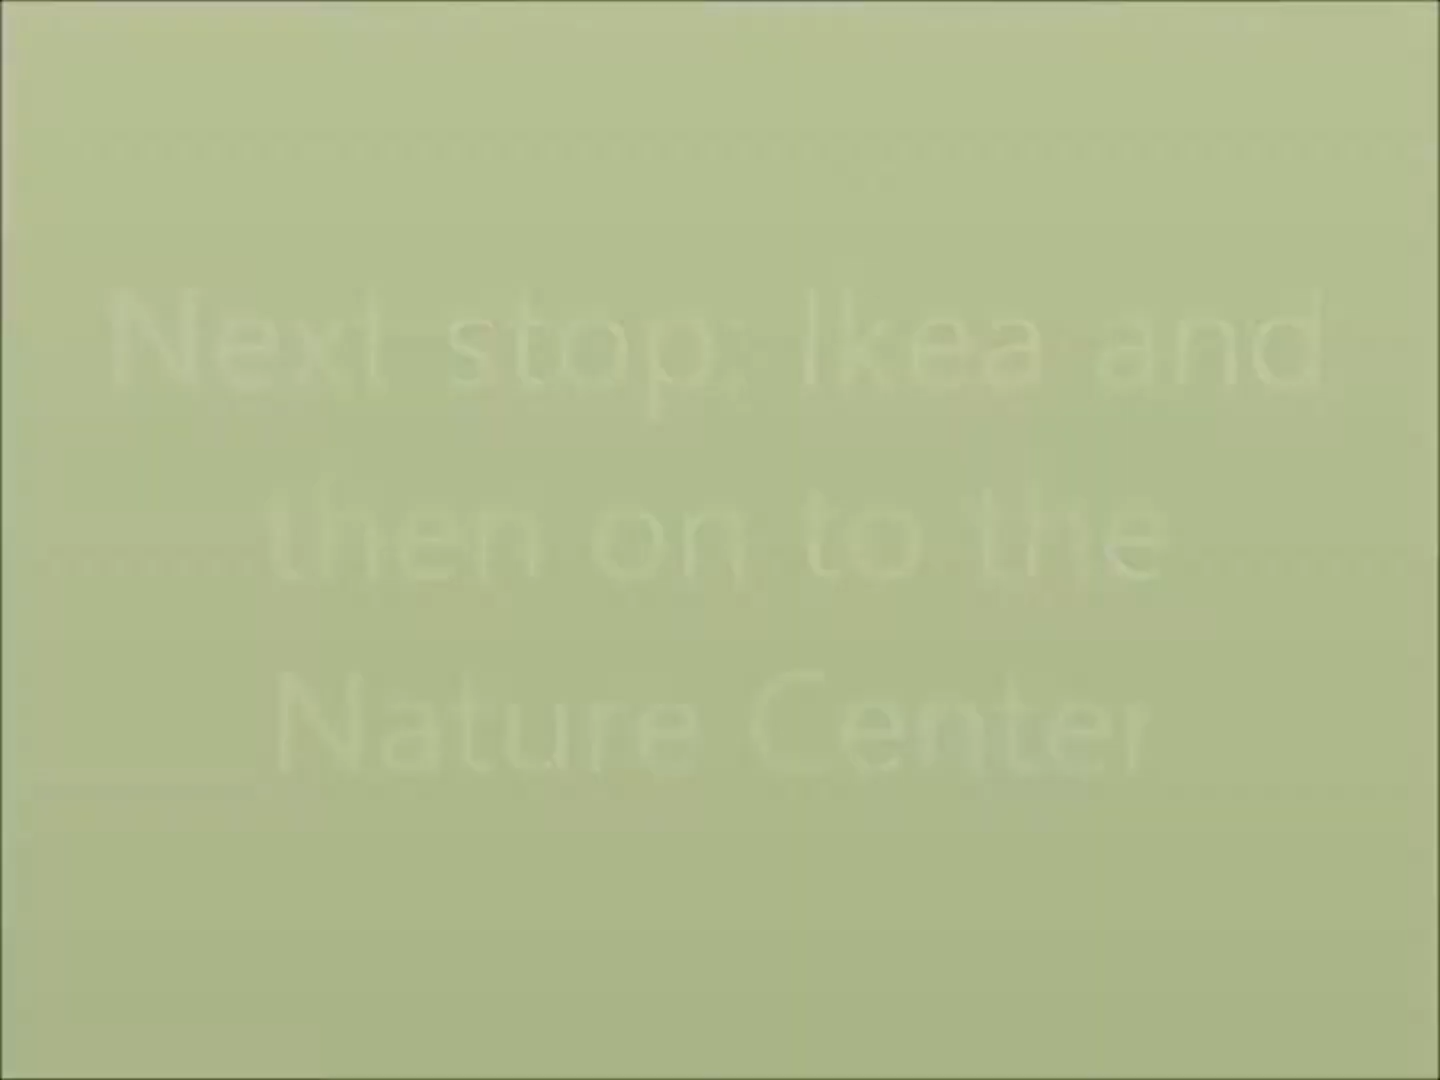 Next stop; Ikea and
then on to the
Nature Center